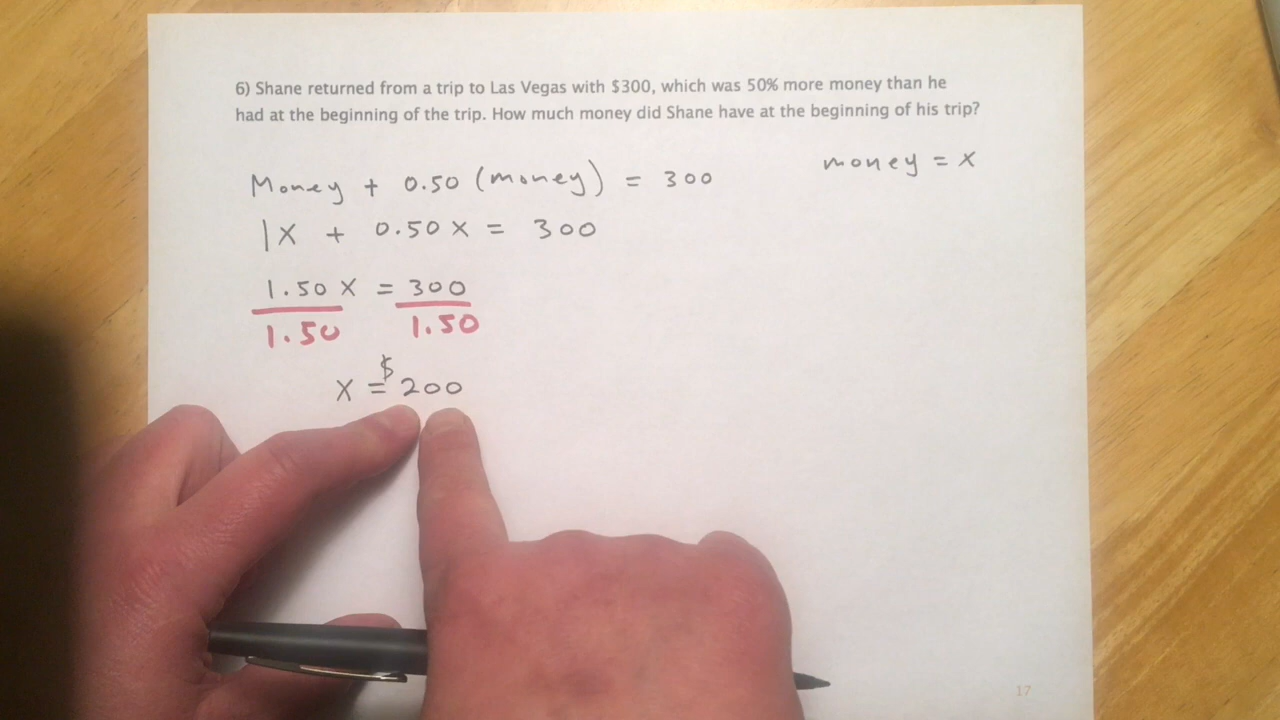 6) Shane returned from a trip to Las Vegas with $300, which was 50% more money than he
had at the beginning of the trip. How much money did Shane have at the beginning of his trip?
money = x
Money + 0.50 (money) = 300
1x + 0.50 x = 300
1.50 x = 300
1.50 1.50
x = $200
17